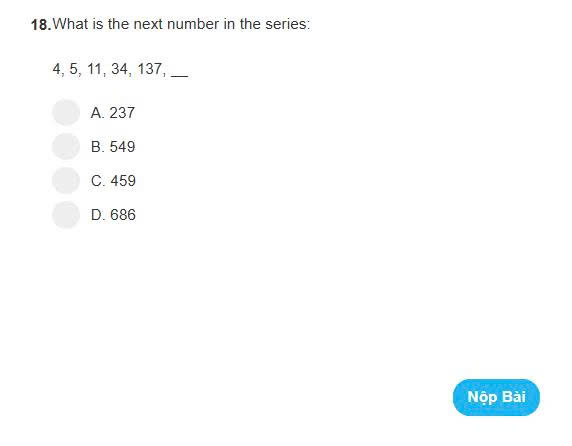 18.What is the next number in the series:
4, 5, 11, 34, 137, __
A. 237
B. 549
C. 459
D. 686
Nộp Bài